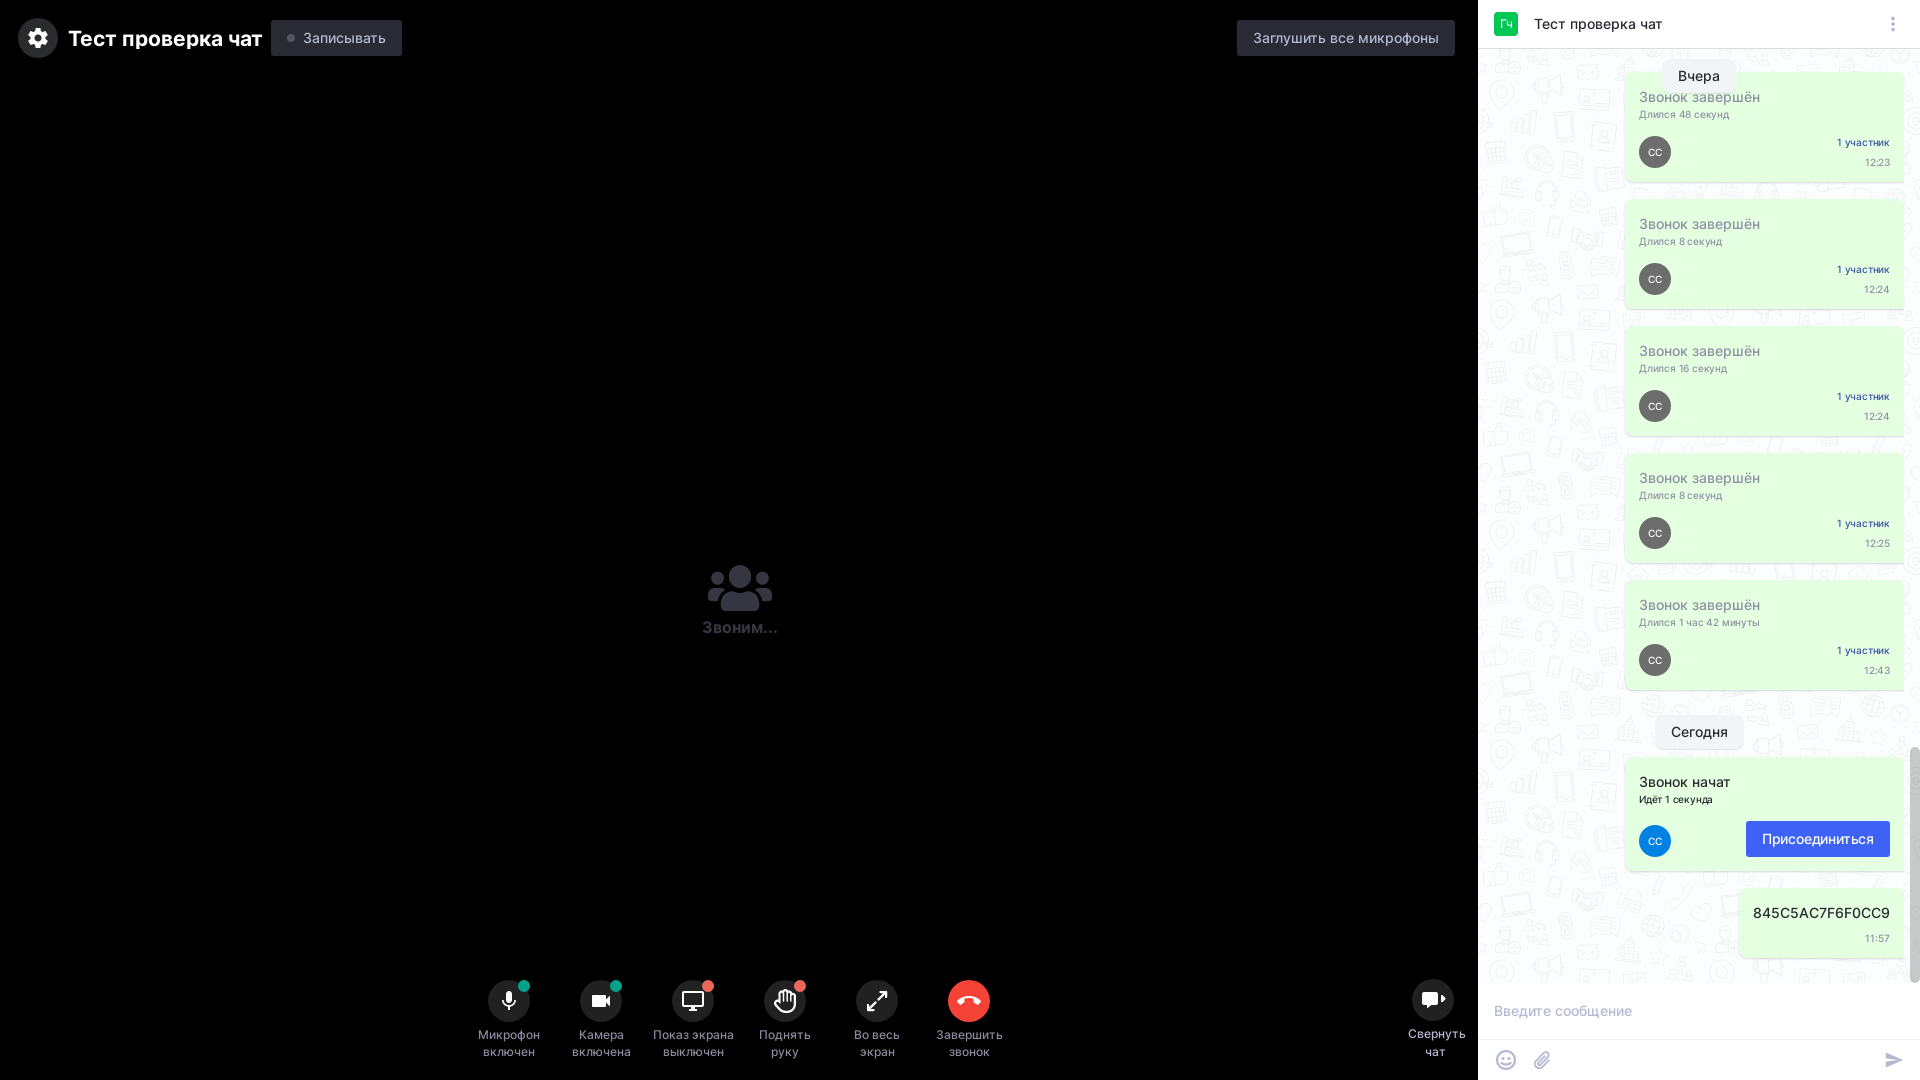 Тест проверка чат
Записывать
Заглушить все микрофоны
Звоним...
Микрофон
включен
Камера
включена
Показ экрана
выключен
Поднять
руку
Во весь
экран
Завершить
звонок
Свернуть
чат
Гч
Тест проверка чат
Вчера
Звонок завершён
Длился 48 секунд
СС
1 участник
12:23
Звонок завершён
Длился 8 секунд
СС
1 участник
12:24
Звонок завершён
Длился 16 секунд
СС
1 участник
12:24
Звонок завершён
Длился 8 секунд
СС
1 участник
12:25
Звонок завершён
Длился 1 час 42 минуты
СС
1 участник
12:43
Сегодня
Звонок начат
Идёт 1 секунда
СС
Присоединиться
845C5AC7F6F0CC9
11:57
Введите сообщение